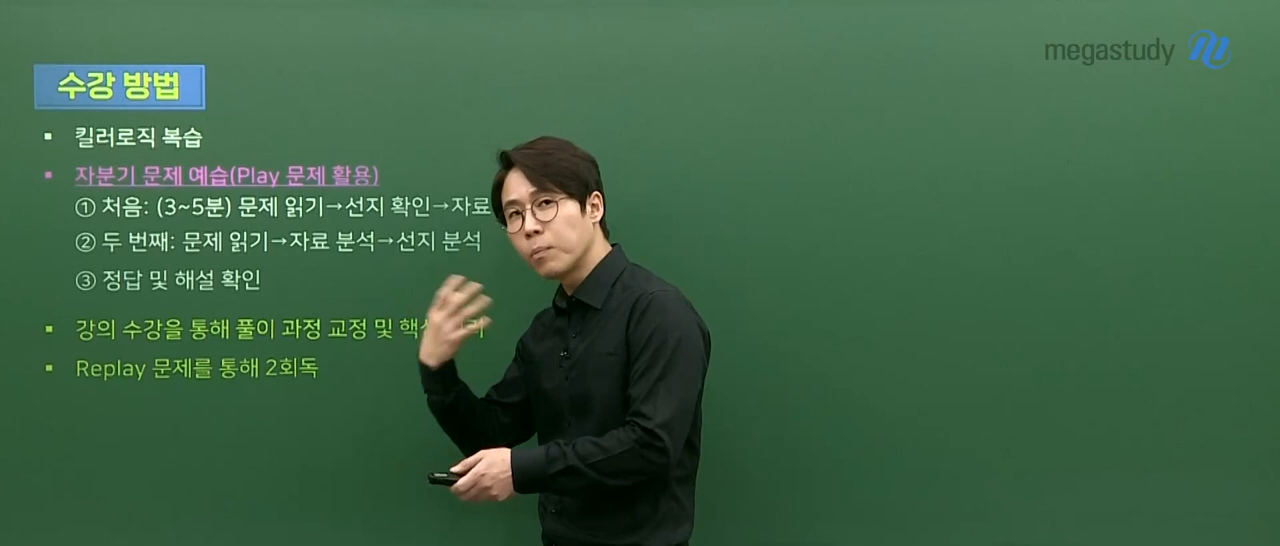 megastudy
수강 방법
▪ 킬러로직 복습
▪ 자분기 문제 예습(Play 문제 활용)
① 처음: (3~5분) 문제 읽기→선지 확인→자료
② 두 번째: 문제 읽기→자료 분석→선지 분석
③ 정답 및 해설 확인
▪ 강의 수강을 통해 풀이 과정 교정 및
▪ Replay 문제를 통해 2회독